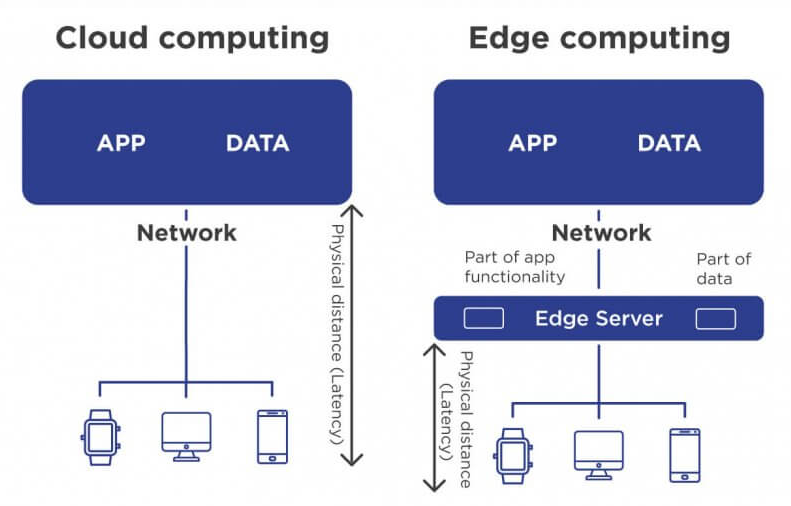 Cloud computing
APP DATA
Network
Physical distance (Latency)
Edge computing
APP DATA
Network
Part of app
functionality
Part of
data
Edge Server
Physical distance
(Latency)